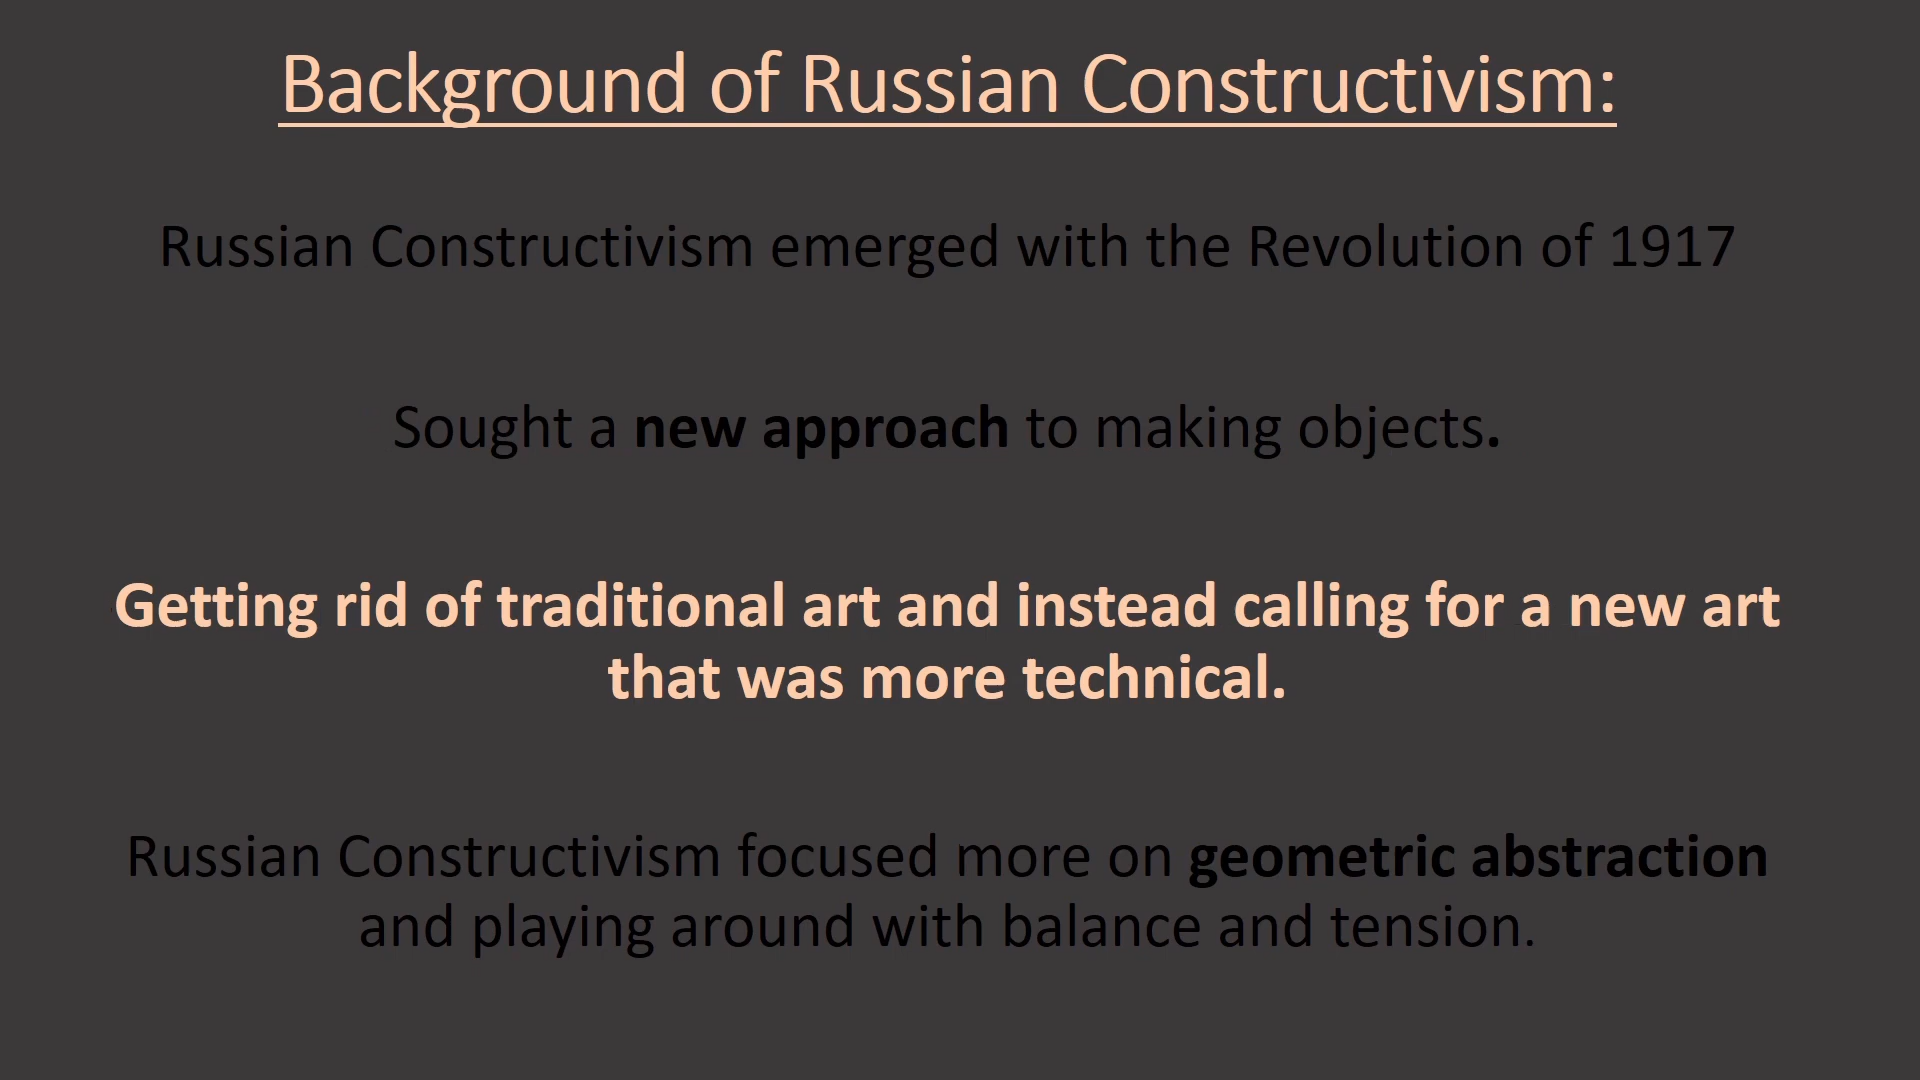 Background of Russian Constructivism:
Russian Constructivism emerged with the Revolution of 1917
Sought a new approach to making objects.
Getting rid of traditional art and instead calling for a new art
that was more technical.
Russian Constructivism focused more on geometric abstraction
and playing around with balance and tension.